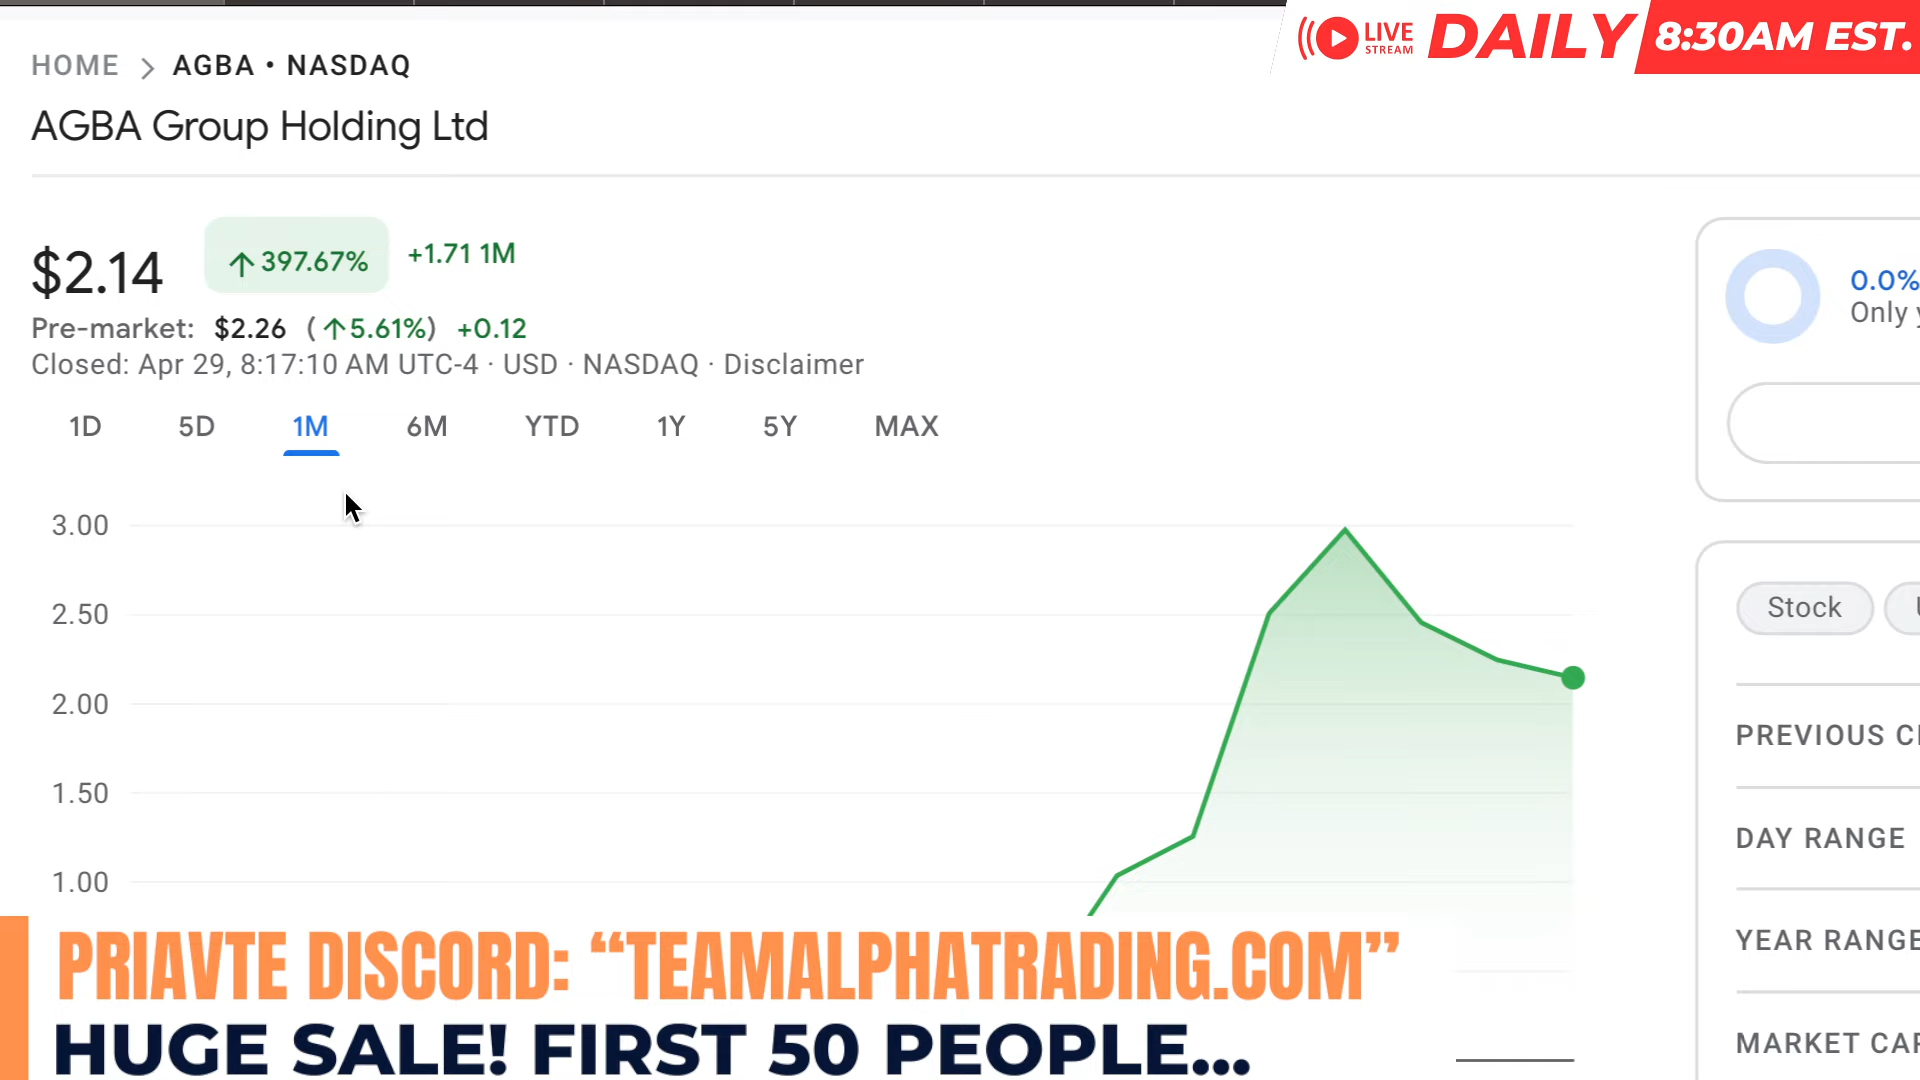 LIVE
STREAM
DAILY
8:30AM EST.
HOME > AGBA • NASDAQ
AGBA Group Holding Ltd
$2.14
↑397.67%
+1.71 1M
Pre-market: $2.26 (↑5.61%) +0.12
Closed: Apr 29, 8:17:10 AM UTC-4 · USD · NASDAQ · Disclaimer
1D 5D 1M 6M YTD 1Y 5Y MAX
3.00
2.50
2.00
1.50
1.00
0.0%
Only
Stock
PREVIOUS
DAY RANGE
YEAR RANGE
MARKET
PRIAVTE DISCORD: “TEAMALPHATRADING.COM”
HUGE SALE! FIRST 50 PEOPLE...